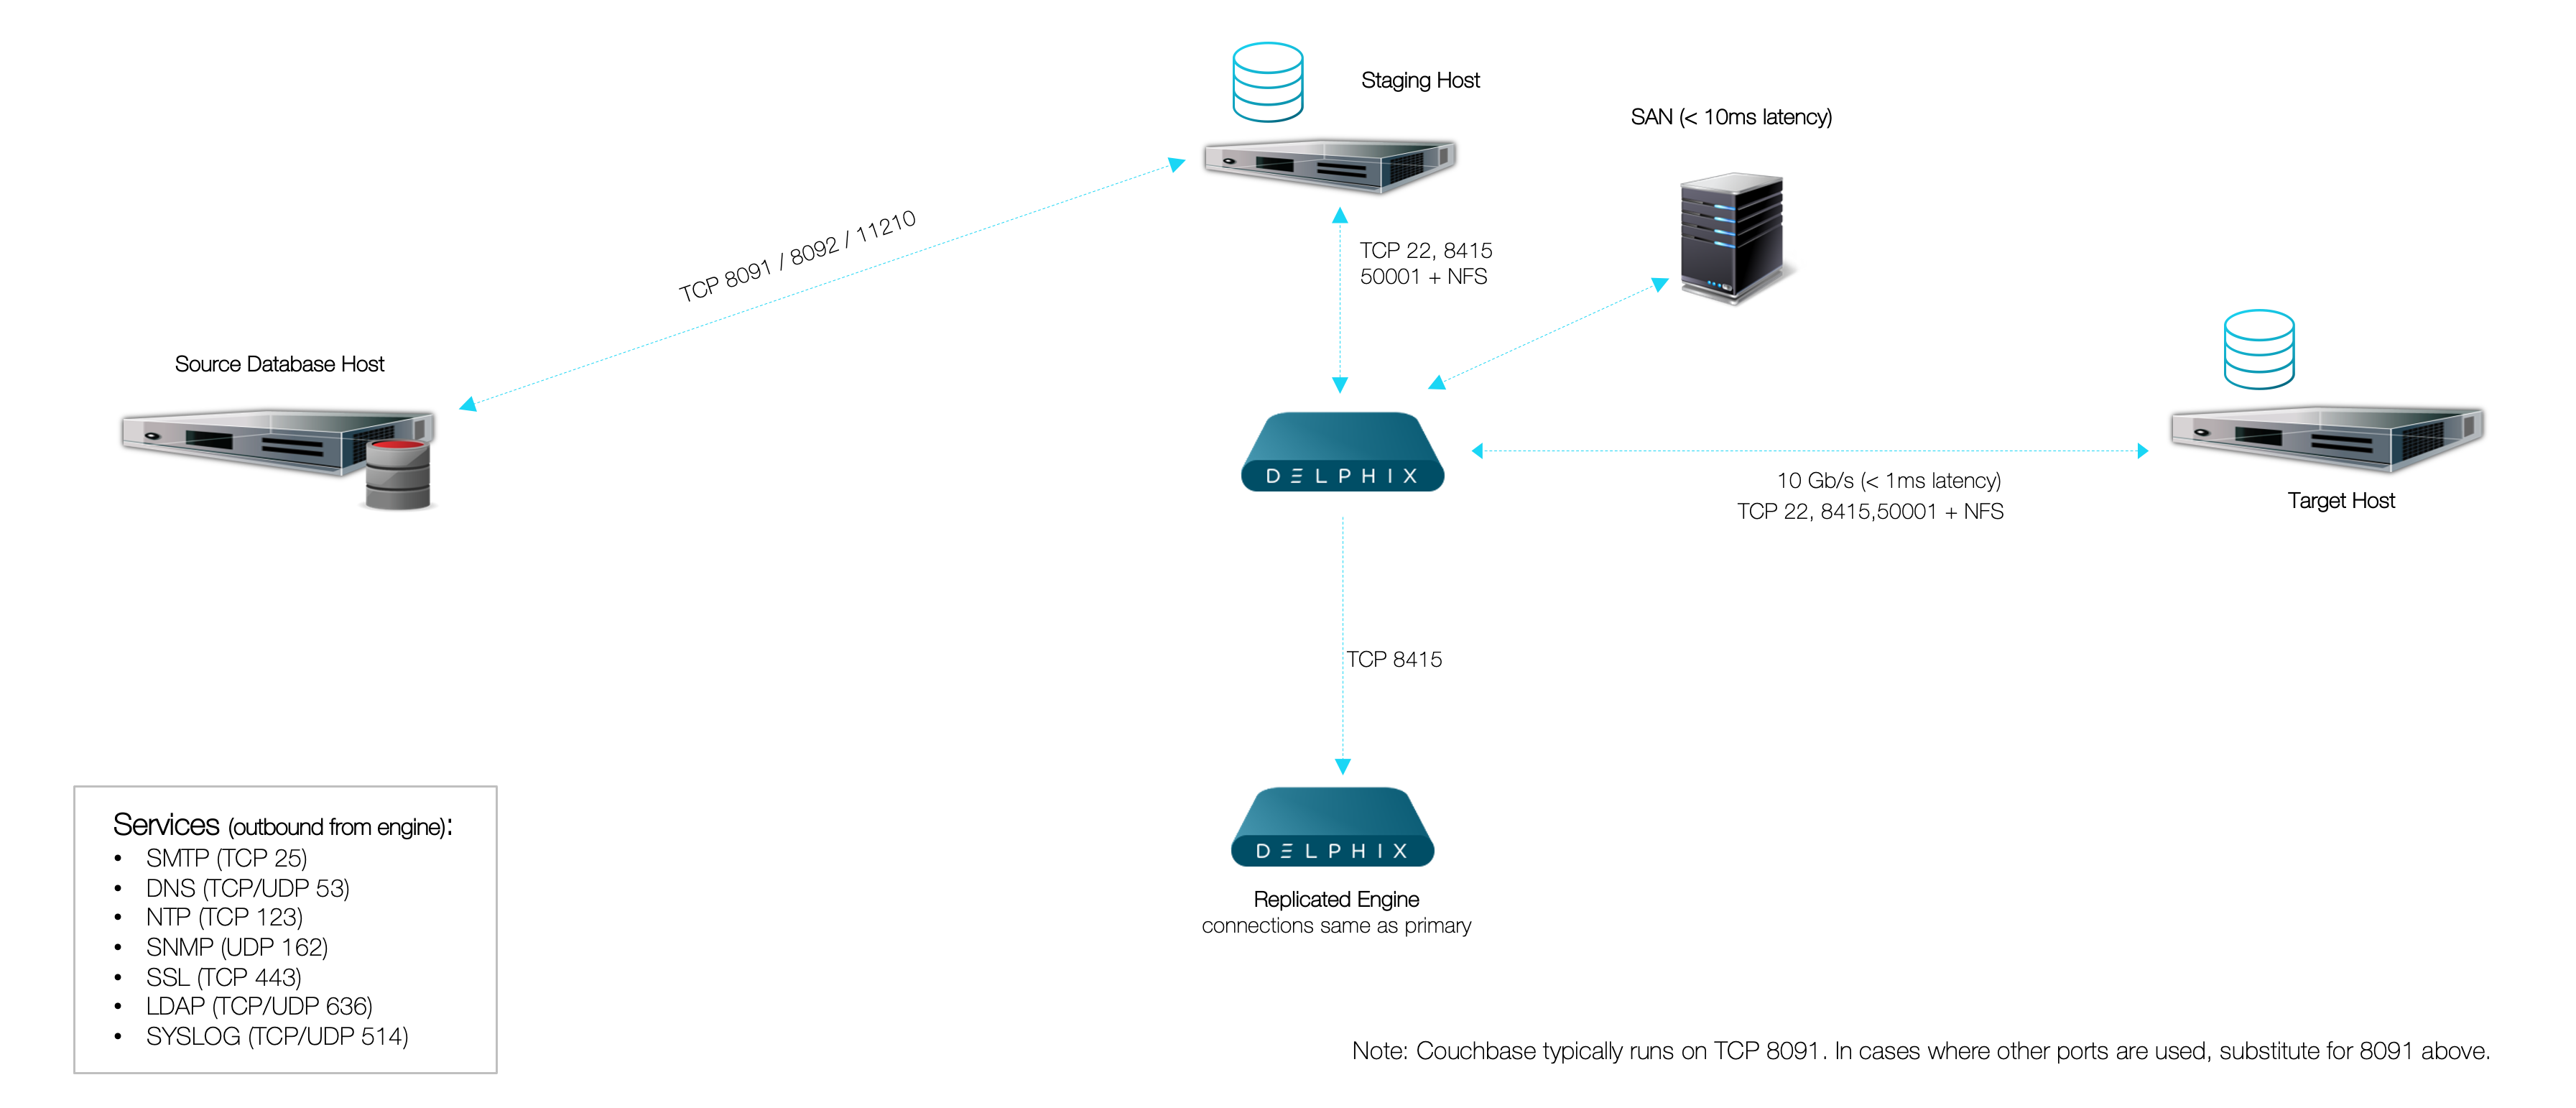 Staging Host
SAN (< 10ms latency)
TCP 8091 / 8092 / 11210
TCP 22, 8415
50001 + NFS
Source Database Host
DELPHIX
10 Gb/s (< 1ms latency)
TCP 22, 8415,50001 + NFS
Target Host
TCP 8415
DELPHIX
Replicated Engine
connections same as primary
Services (outbound from engine):
• SMTP (TCP 25)
• DNS (TCP/UDP 53)
• NTP (TCP 123)
• SNMP (UDP 162)
• SSL (TCP 443)
• LDAP (TCP/UDP 636)
• SYSLOG (TCP/UDP 514)
Note: Couchbase typically runs on TCP 8091. In cases where other ports are used, substitute for 8091 above.